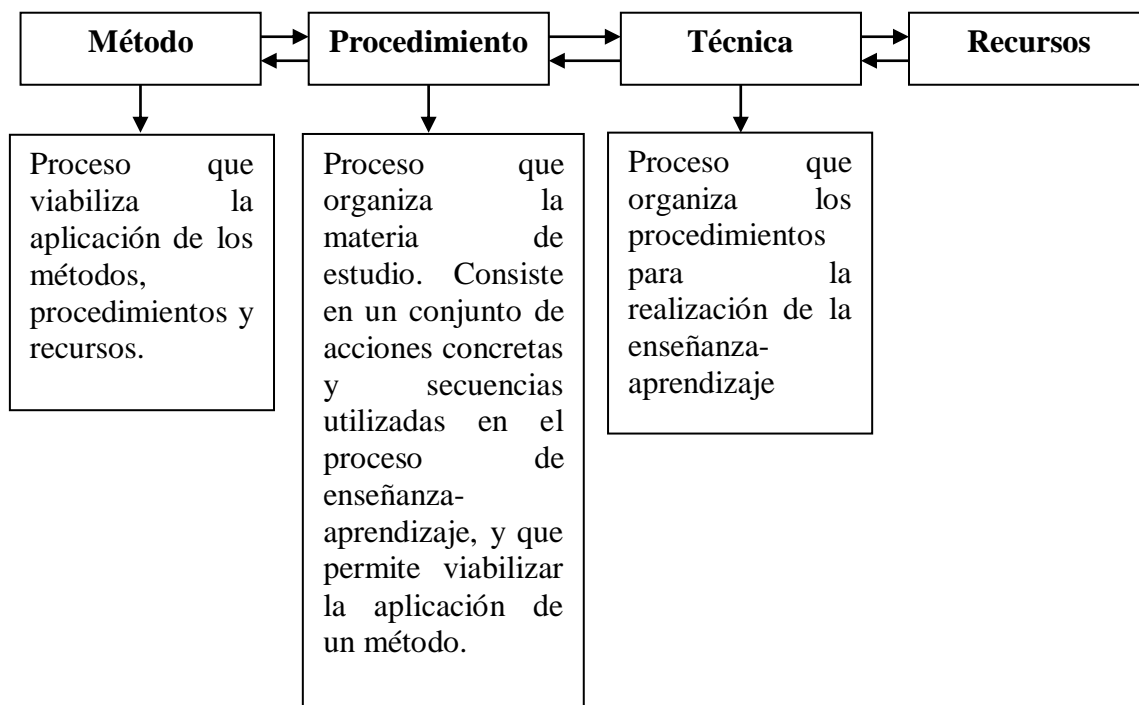 Método
Procedimiento
Técnica
Recursos
Proceso que
viabiliza la
aplicación de los
métodos,
procedimientos y
recursos.
Proceso que
organiza la
materia de
estudio. Consiste
en un conjunto de
acciones concretas
y secuencias
utilizadas en el
proceso de
enseñanza-
aprendizaje, y que
permite viabilizar
la aplicación de
un método.
Proceso que
organiza los
procedimientos
para la
realización de la
enseñanza-
aprendizaje